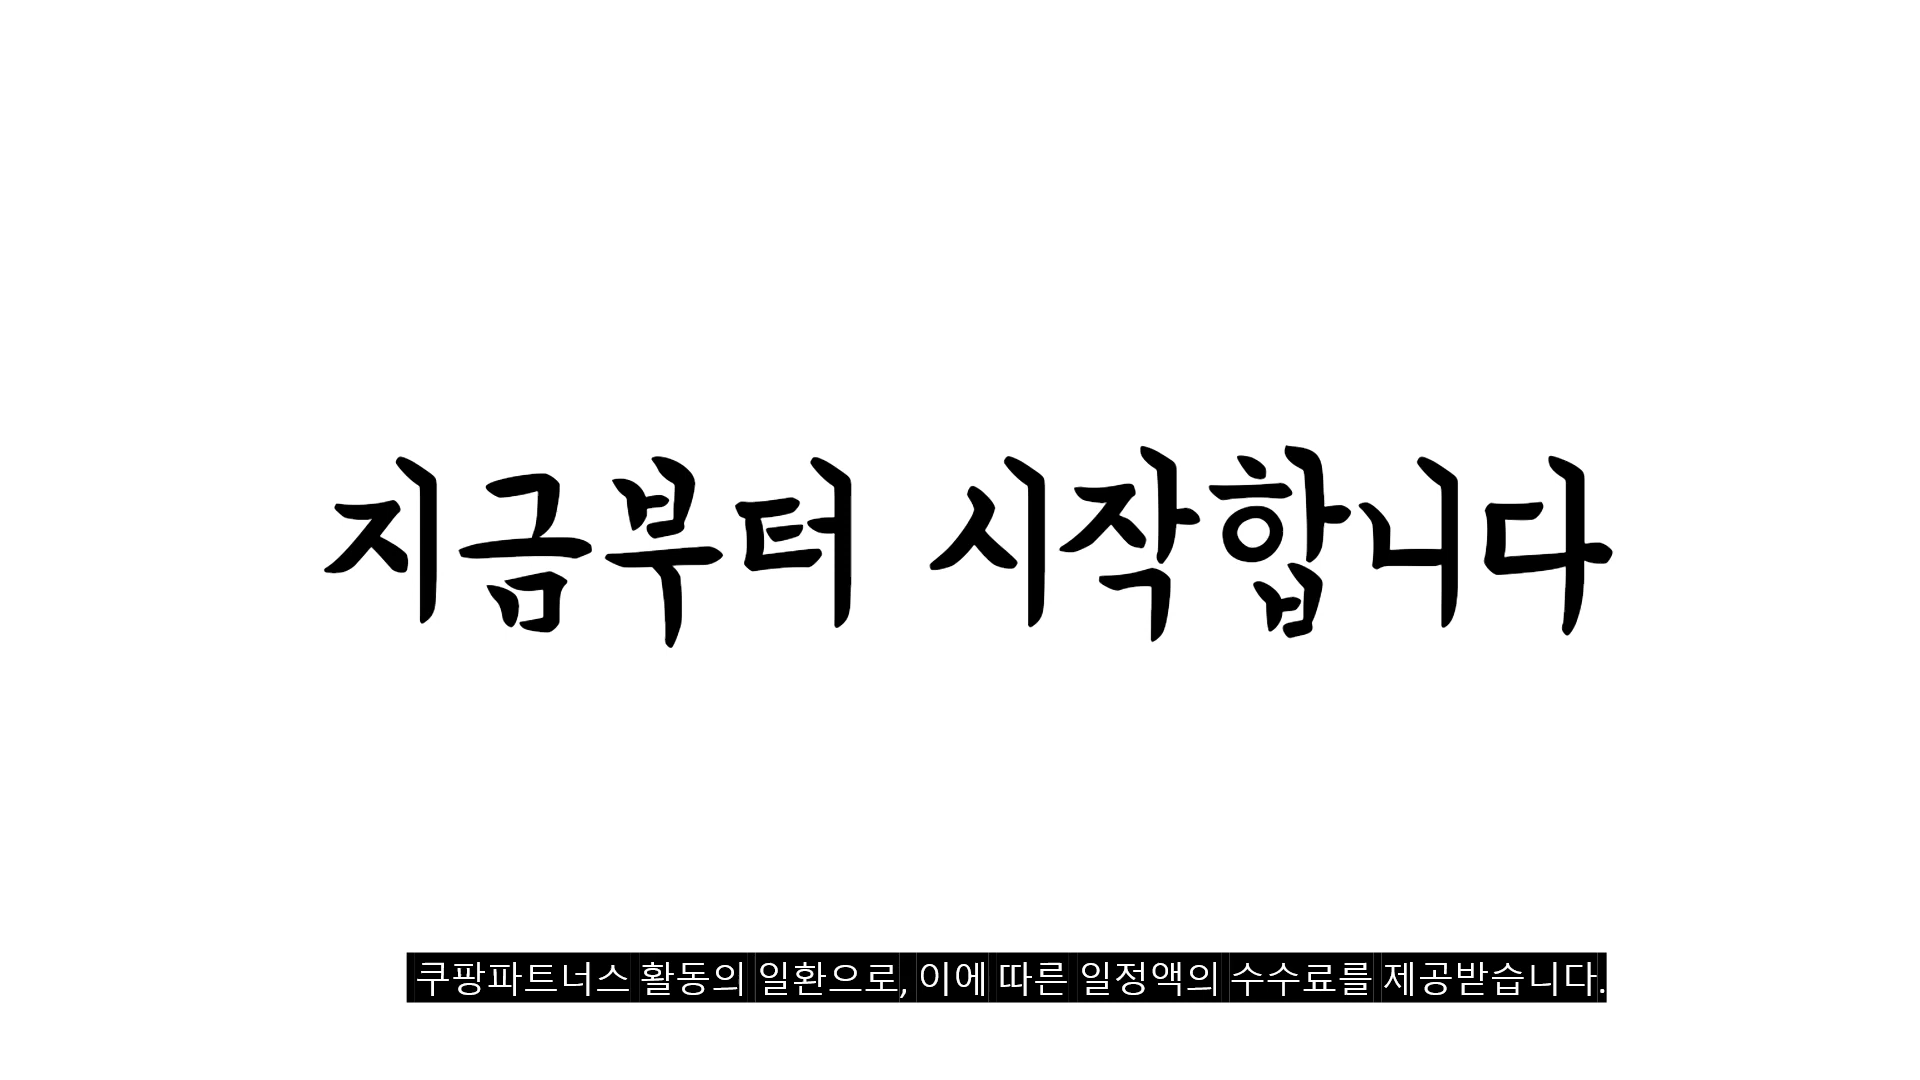 지금부터 시작합니다
쿠팡파트너스 활동의 일환으로, 이에 따른 일정액의 수수료를 제공받습니다.